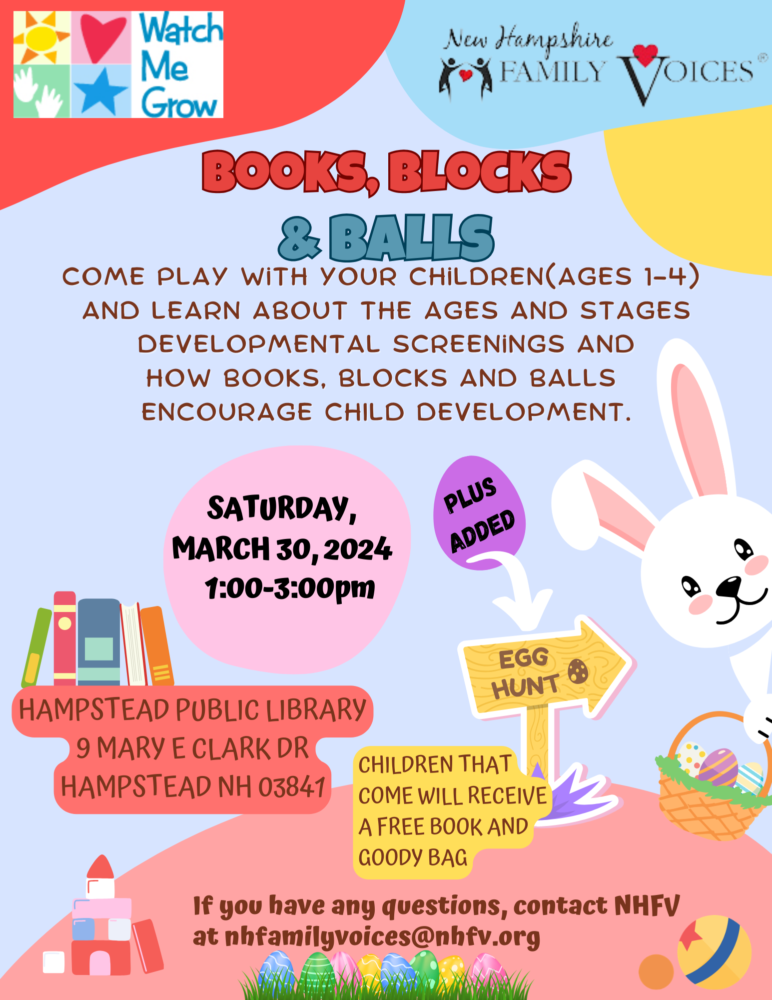 Watch
Me
Grow
New Hampshire
FAMILY VOICES®
BOOKS, BLOCKS
& BALLS
COME PLAY WITH YOUR CHILDREN(AGES 1-4)
AND LEARN ABOUT THE AGES AND STAGES
DEVELOPMENTAL SCREENINGS AND
HOW BOOKS, BLOCKS AND BALLS
ENCOURAGE CHILD DEVELOPMENT.
SATURDAY,
MARCH 30, 2024
1:00-3:00pm
PLUS
ADDED
EGG
HUNT
HAMPSTEAD PUBLIC LIBRARY
9 MARY E CLARK DR
HAMPSTEAD NH 03841
CHILDREN THAT
COME WILL RECEIVE
A FREE BOOK AND
GOODY BAG
If you have any questions, contact NHFV
at nhfamilyvoices@nhfv.org